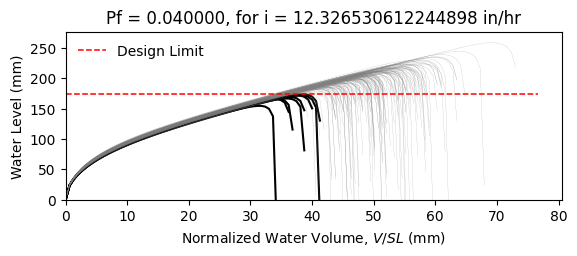 Pf = 0.040000, for i = 12.326530612244898 in/hr
Design Limit
Water Level (mm)
250
200
150
100
50
0
0 10 20 30 40 50 60 70 80
Normalized Water Volume, V/SL (mm)